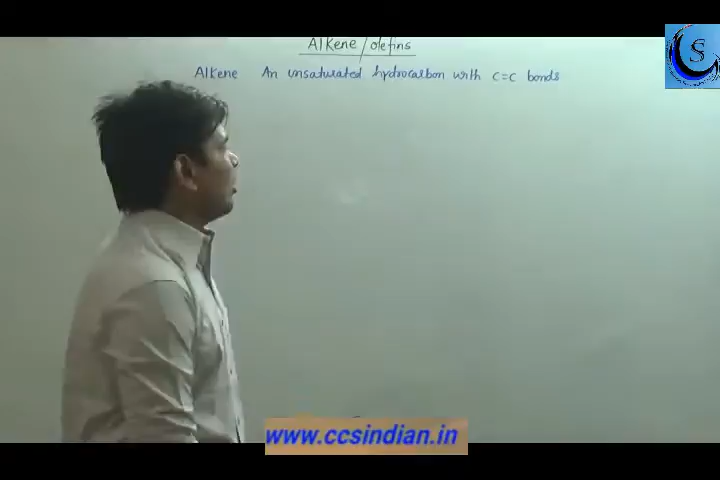 Alkene / olefins
Alkene An unsaturated hydrocarbon with C=C bonds
S
www.ccsindian.in